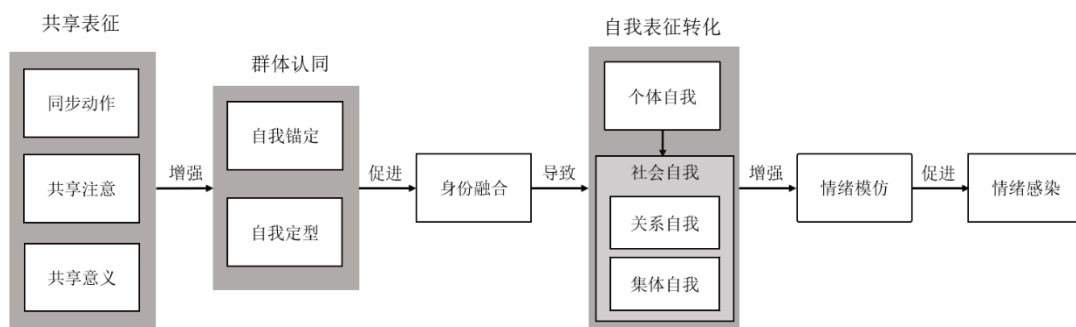 共享表征
同步动作
共享注意
共享意义
增强
群体认同
自我锚定
自我定型
促进
身份融合
导致
自我表征转化
个体自我
社会自我
关系自我
集体自我
增强
情绪模仿
促进
情绪感染